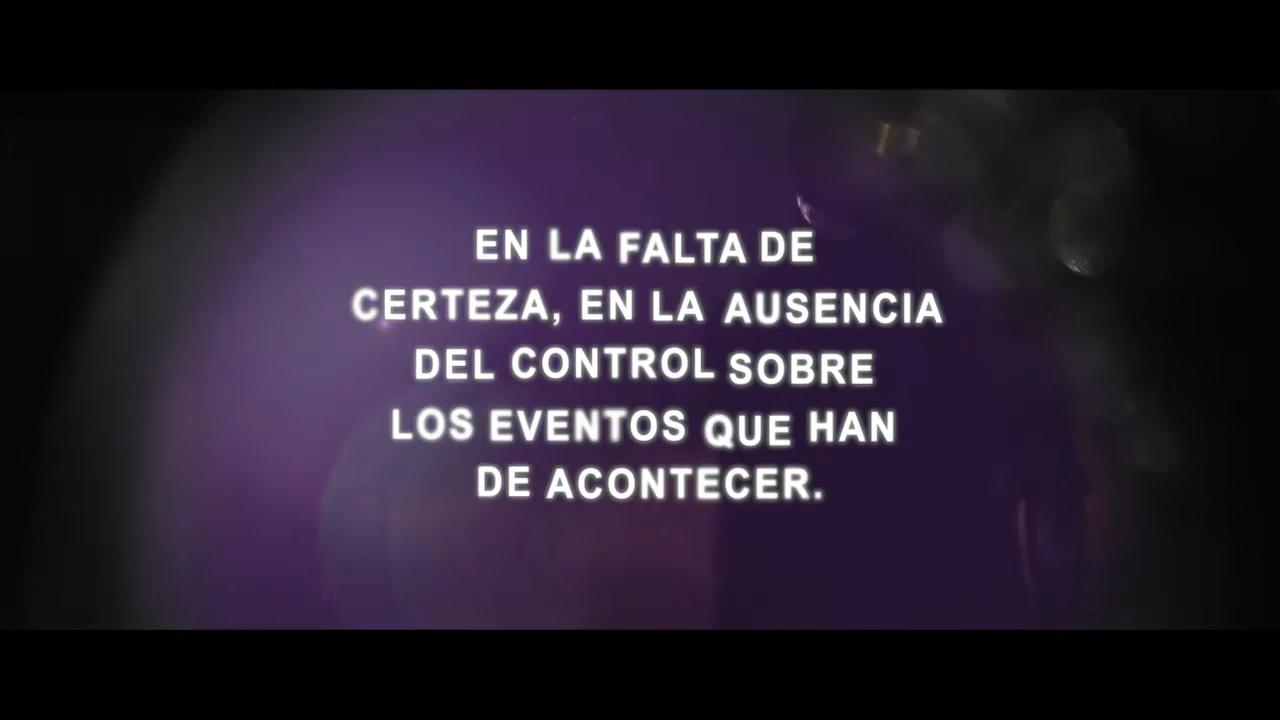 EN LA FALTA DE
CERTEZA, EN LA AUSENCIA
DEL CONTROL SOBRE
LOS EVENTOS QUE HAN
DE ACONTECER.